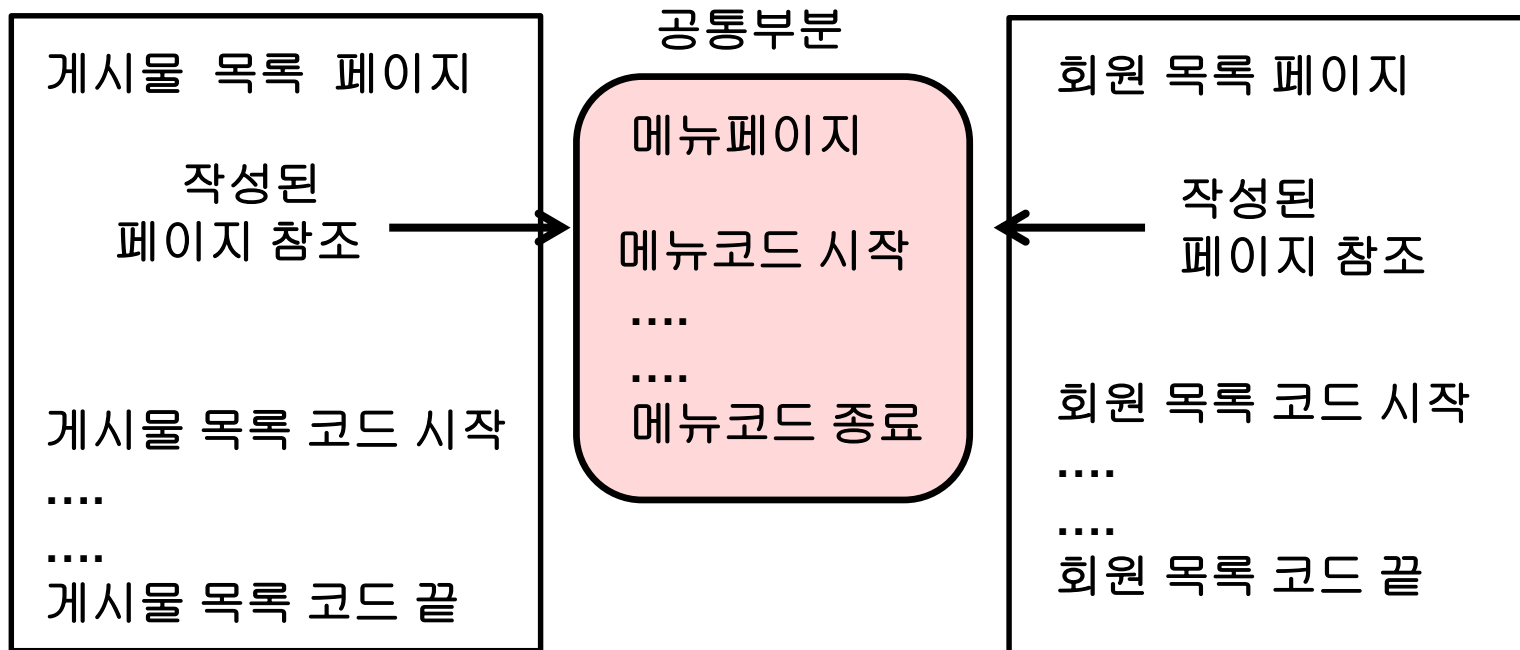 게시물 목록 페이지
작성된
페이지 참조
게시물 목록 코드 시작
....
....
게시물 목록 코드 끝
공통부분
메뉴페이지
메뉴코드 시작
....
....
메뉴코드 종료
회원 목록 페이지
작성된
페이지 참조
회원 목록 코드 시작
....
....
회원 목록 코드 끝